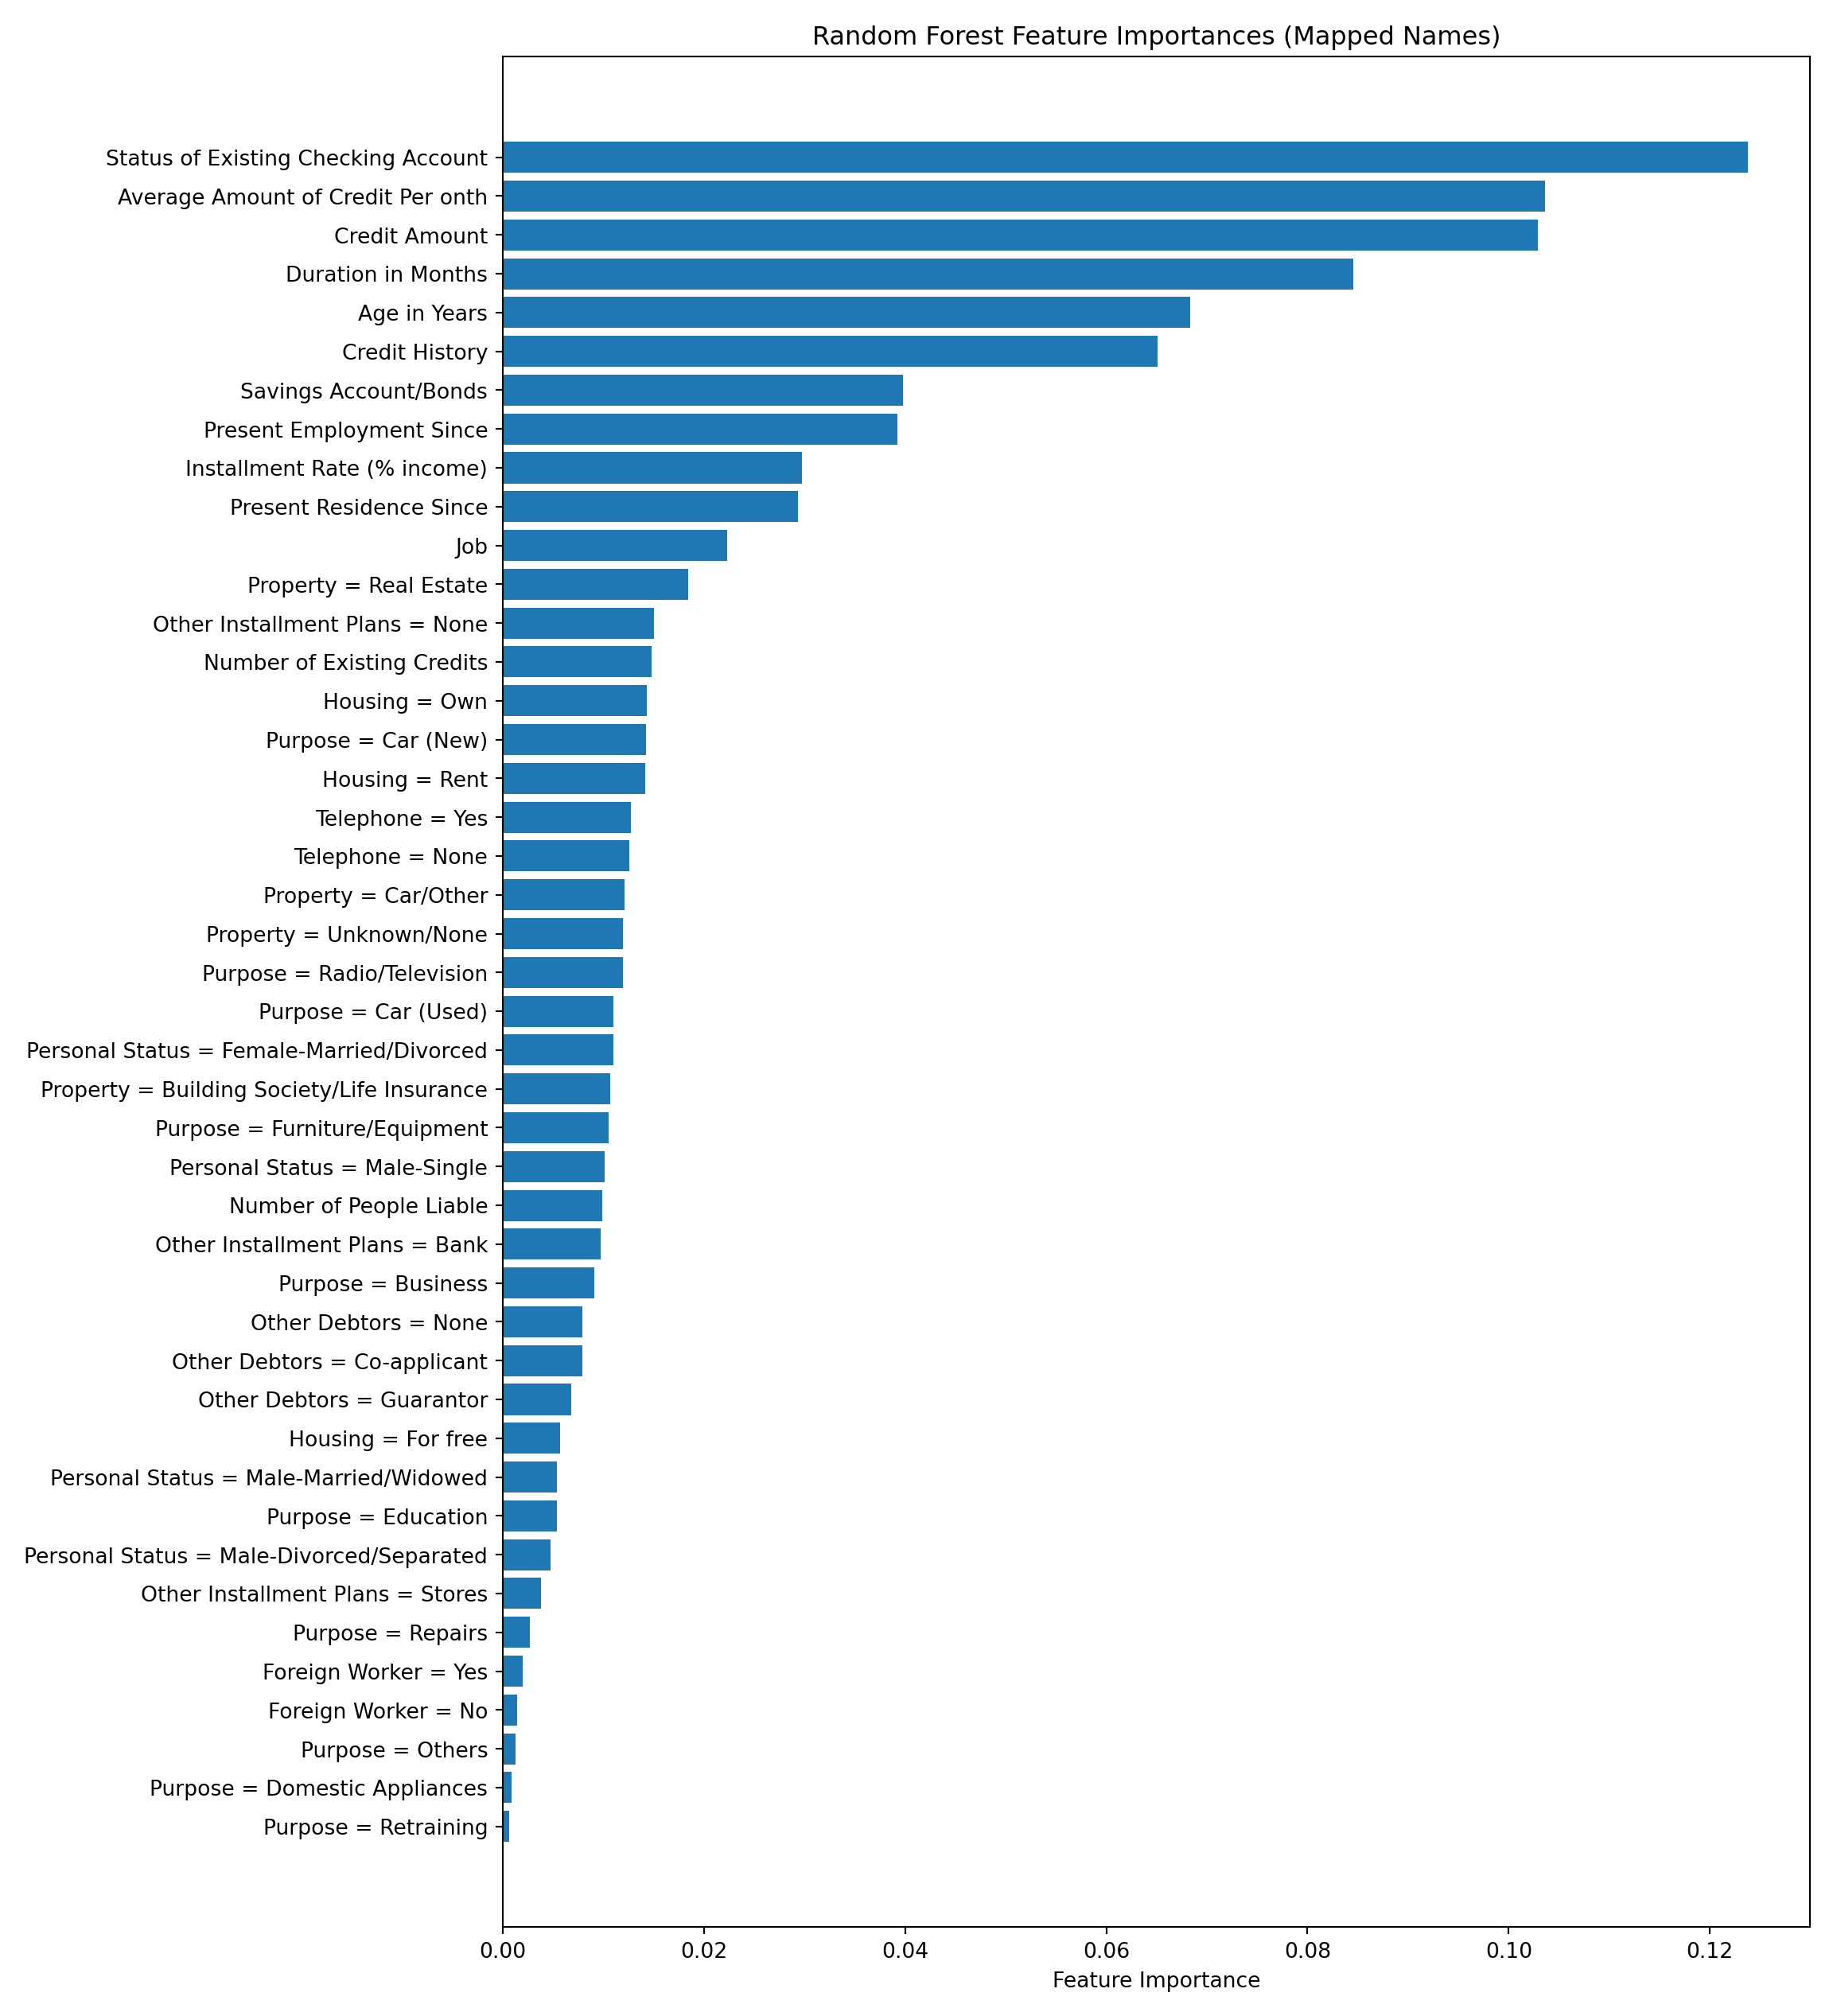 Random Forest Feature Importances (Mapped Names)
Status of Existing Checking Account
Average Amount of Credit Per onth
Credit Amount
Duration in Months
Age in Years
Credit History
Savings Account/Bonds
Present Employment Since
Installment Rate (% income)
Present Residence Since
Job
Property = Real Estate
Other Installment Plans = None
Number of Existing Credits
Housing = Own
Purpose = Car (New)
Housing = Rent
Telephone = Yes
Telephone = None
Property = Car/Other
Property = Unknown/None
Purpose = Radio/Television
Purpose = Car (Used)
Personal Status = Female-Married/Divorced
Property = Building Society/Life Insurance
Purpose = Furniture/Equipment
Personal Status = Male-Single
Number of People Liable
Other Installment Plans = Bank
Purpose = Business
Other Debtors = None
Other Debtors = Co-applicant
Other Debtors = Guarantor
Housing = For free
Personal Status = Male-Married/Widowed
Purpose = Education
Personal Status = Male-Divorced/Separated
Other Installment Plans = Stores
Purpose = Repairs
Foreign Worker = Yes
Foreign Worker = No
Purpose = Others
Purpose = Domestic Appliances
Purpose = Retraining
0.00 0.02 0.04 0.06 0.08 0.10 0.12
Feature Importance